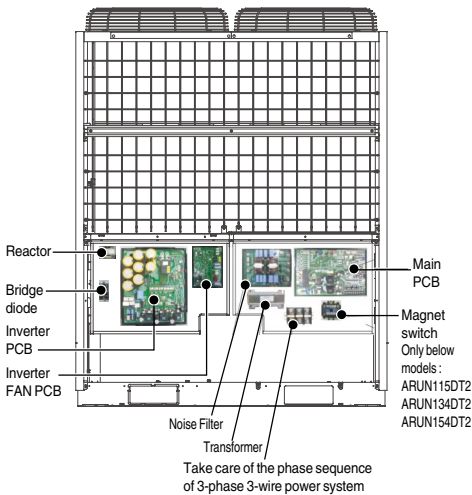 Reactor
Bridge
diode
Inverter
PCB
Inverter
FAN PCB
Main
PCB
Magnet
switch
Only below
models :
ARUN115DT2
ARUN134DT2
ARUN154DT2
Noise Filter
Transformer
Take care of the phase sequence
of 3-phase 3-wire power system